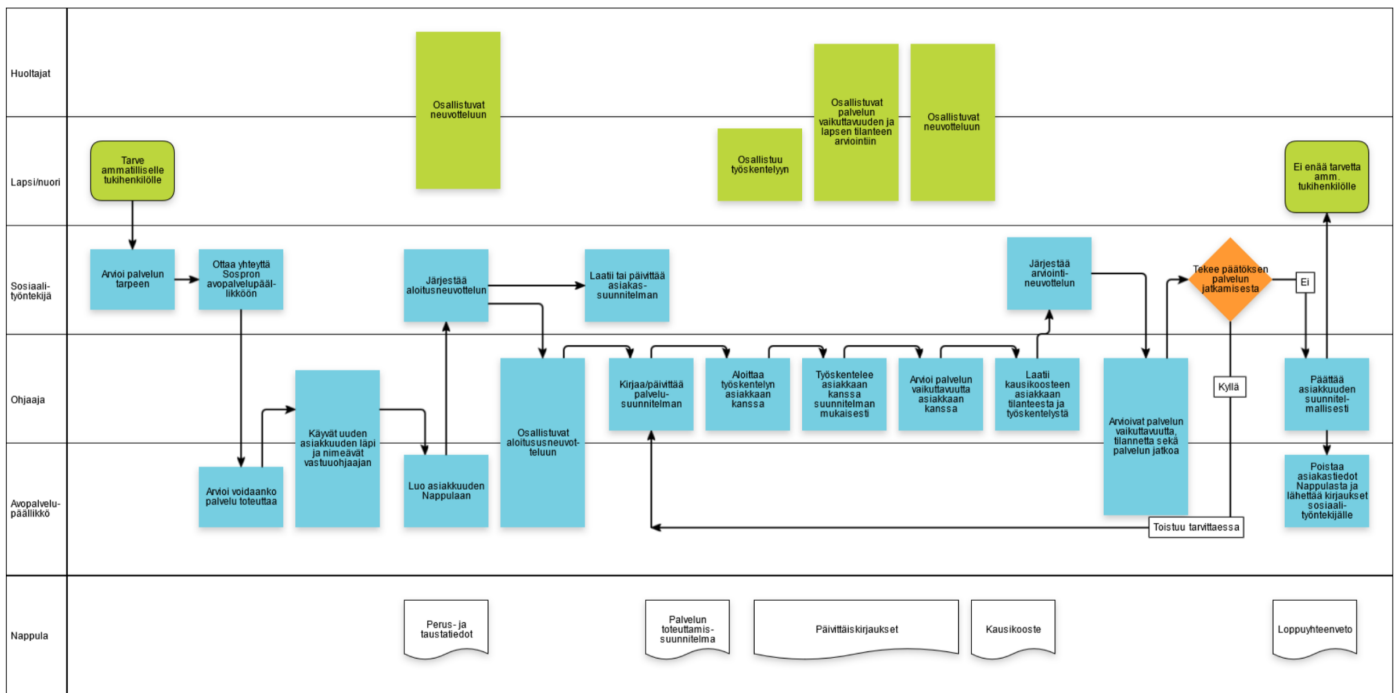 Huoltajat
Osallistuvat
neuvotteluun
Osallistuvat
palvelun
vaikuttavuuden ja
lapsen tilanteen
arviointiin
Osallistuvat
neuvotteluun
Lapsi/nuori
Tarve
ammatilliselle
tukihenkilölle
Osallistuu
työskentelyyn
Ei enää tarvetta
amm.
tukihenkilölle
Sosiaali-
työntekijä
Arvioi palvelun
tarpeen
Ottaa yhteyttä
Sospron
avopalvelupääl-
likköön
Järjestää
aloitusneuvottelun
Laatii tai päivittää
asiakas-
suunnitelman
Järjestää
arviointi-
neuvottelun
Tekee päätöksen
palvelun
jatkamisesta
Ei
Ohjaaja
Käyvät uuden
asiakkuuden läpi
ja nimeävät
vastuuohjaajan
Osallistuvat
aloitususneuvot-
teluun
Kirjaa/päivittää
palvelu-
suunnitelman
Aloittaa
työskentelyn
asiakkaan
kanssa
Työskentelee
asiakkaan
kanssa
suunnitelman
mukaisesti
Arvioi palvelun
vaikuttavuutta
asiakkaan
kanssa
Laatii
kausikoosteen
asiakkaan
tilanteesta ja
työskentelystä
Arvioivat palvelun
vaikuttavuutta,
tilannetta sekä
palvelun jatkoa
Kyllä
Päättää
asiakkuuden
suunnitel-
mallisesti
Avopalvelu-
päällikkö
Arvioi voidaanko
palvelu toteuttaa
Luo asiakkuuden
Nappulaan
Toistuu tarvittaessa
Poistaa
asiakastiedot
Nappulasta ja
lähettää kirjaukset
sosiaali-
työntekijälle
Nappula
Perus- ja
taustatiedot
Palvelun
toteuttamis-
suunnitelma
Päivittäiskirjaukset
Kausikooste
Loppuyhteenveto